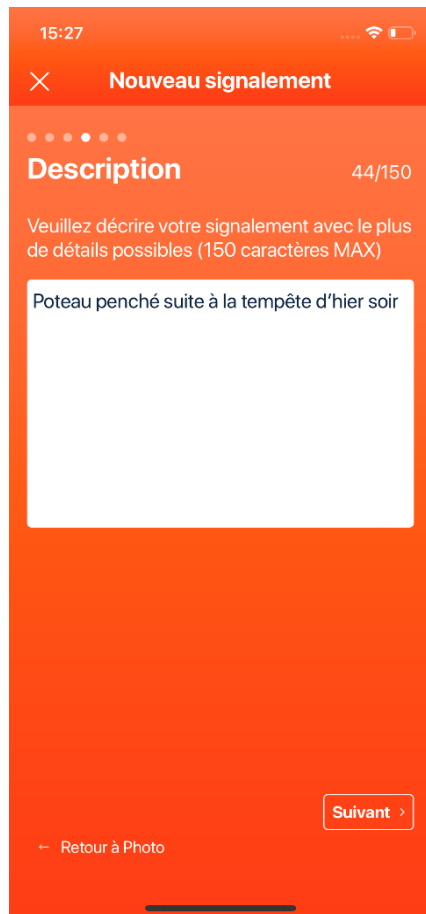 15:27
Nouveau signalement
Description
44/150
Veuillez décrire votre signalement avec le plus
de détails possibles (150 caractères MAX)
Poteau penché suite à la tempête d’hier soir
Suivant >
← Retour à Photo